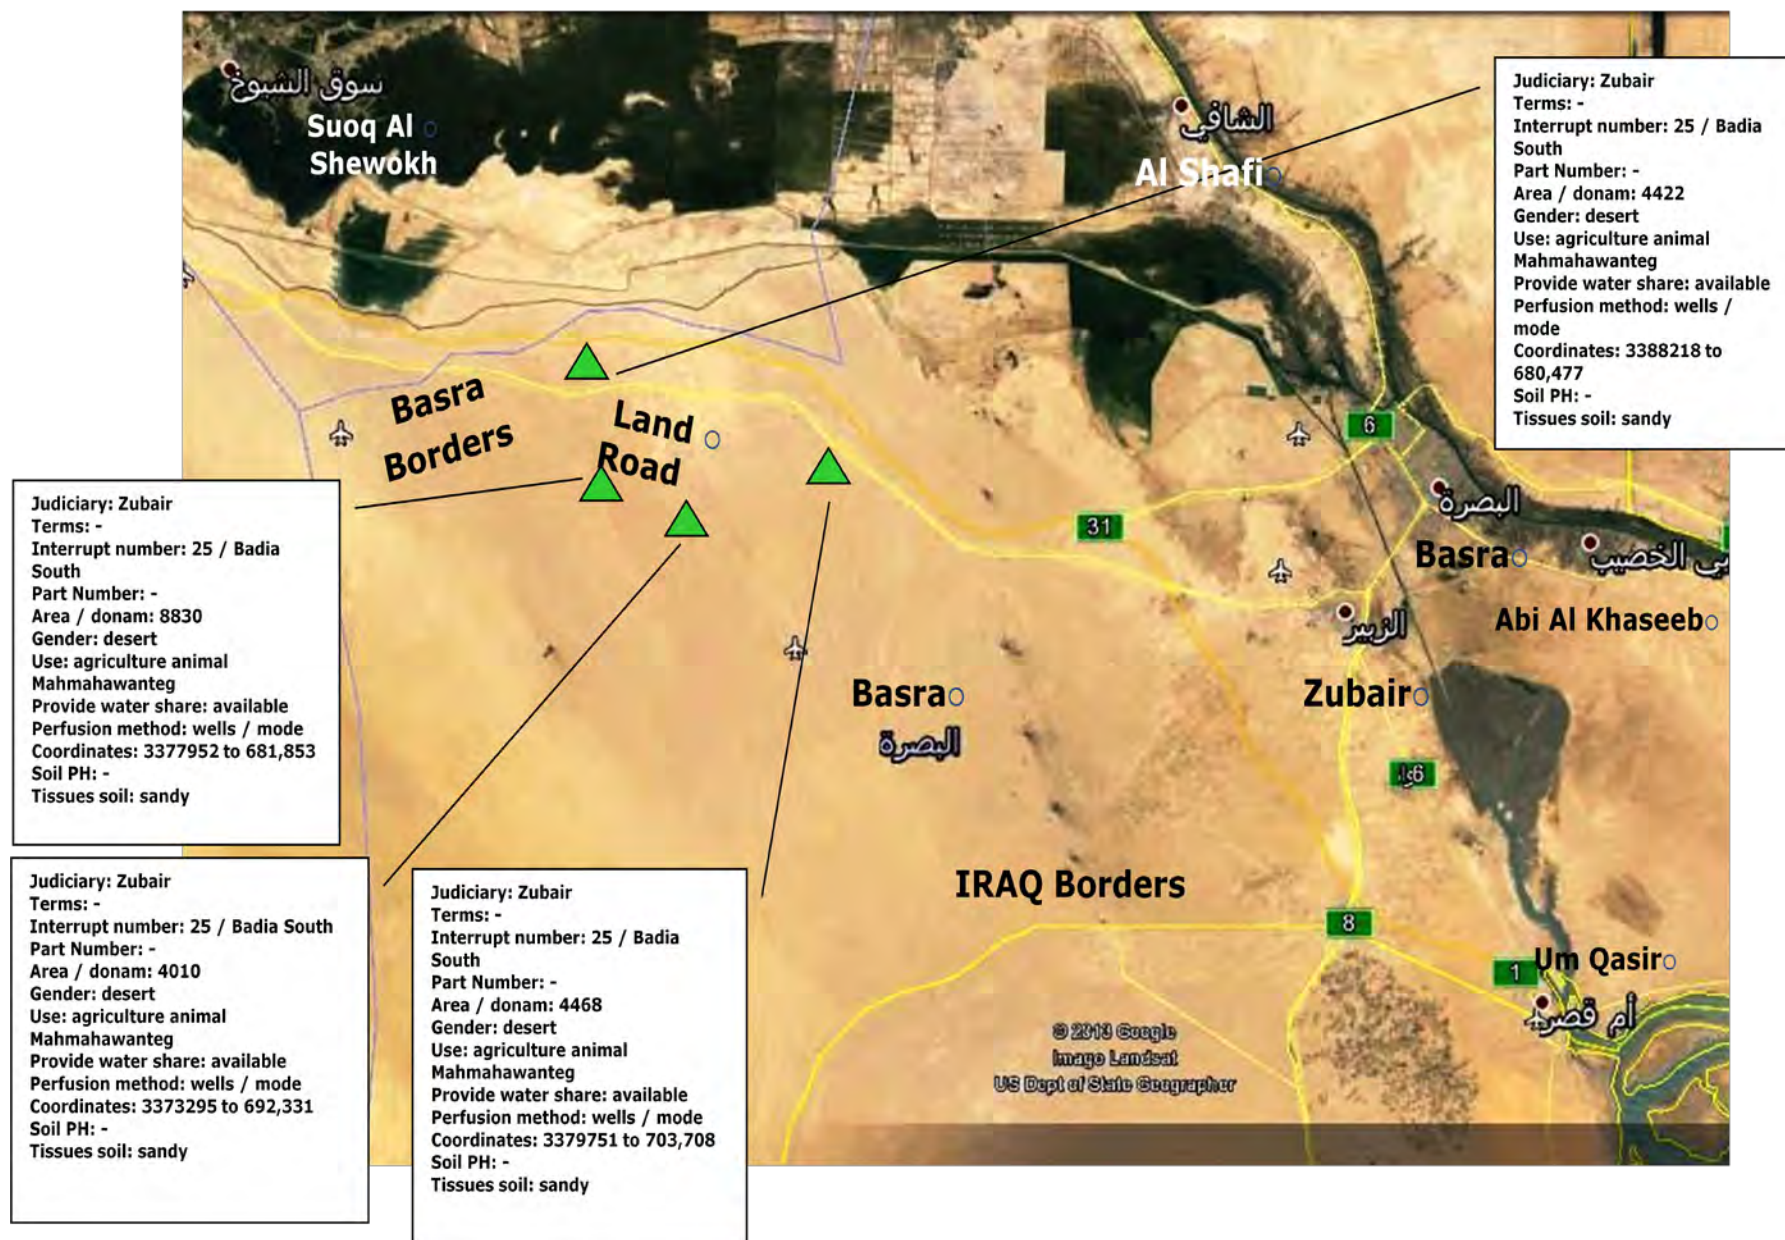 سوق الشيوخ
Suoq Al
Shewokh
الشافي
Al Shafi
Judiciary: Zubair
Terms: -
Interrupt number: 25 / Badia
South
Part Number: -
Area / donam: 4422
Gender: desert
Use: agriculture animal
Mahmahawanteg
Provide water share: available
Perfusion method: wells /
mode
Coordinates: 3388218 to
680,477
Soil PH: -
Tissues soil: sandy
Basra
Borders
Land
Road
6
31
البصرة
Basra
بي الخصيب
Abi Al Khaseeb
الزبير
Zubair
Basra
البصرة
IRAQ Borders
8
1
Um Qasir
أم قصر
© 2013 Google
Image Landsat
US Dept of State Geographer
Judiciary: Zubair
Terms: -
Interrupt number: 25 / Badia
South
Part Number: -
Area / donam: 8830
Gender: desert
Use: agriculture animal
Mahmahawanteg
Provide water share: available
Perfusion method: wells / mode
Coordinates: 3377952 to 681,853
Soil PH: -
Tissues soil: sandy
Judiciary: Zubair
Terms: -
Interrupt number: 25 / Badia South
Part Number: -
Area / donam: 4010
Gender: desert
Use: agriculture animal
Mahmahawanteg
Provide water share: available
Perfusion method: wells / mode
Coordinates: 3373295 to 692,331
Soil PH: -
Tissues soil: sandy
Judiciary: Zubair
Terms: -
Interrupt number: 25 / Badia
South
Part Number: -
Area / donam: 4468
Gender: desert
Use: agriculture animal
Mahmahawanteg
Provide water share: available
Perfusion method: wells / mode
Coordinates: 3379751 to 703,708
Soil PH: -
Tissues soil: sandy